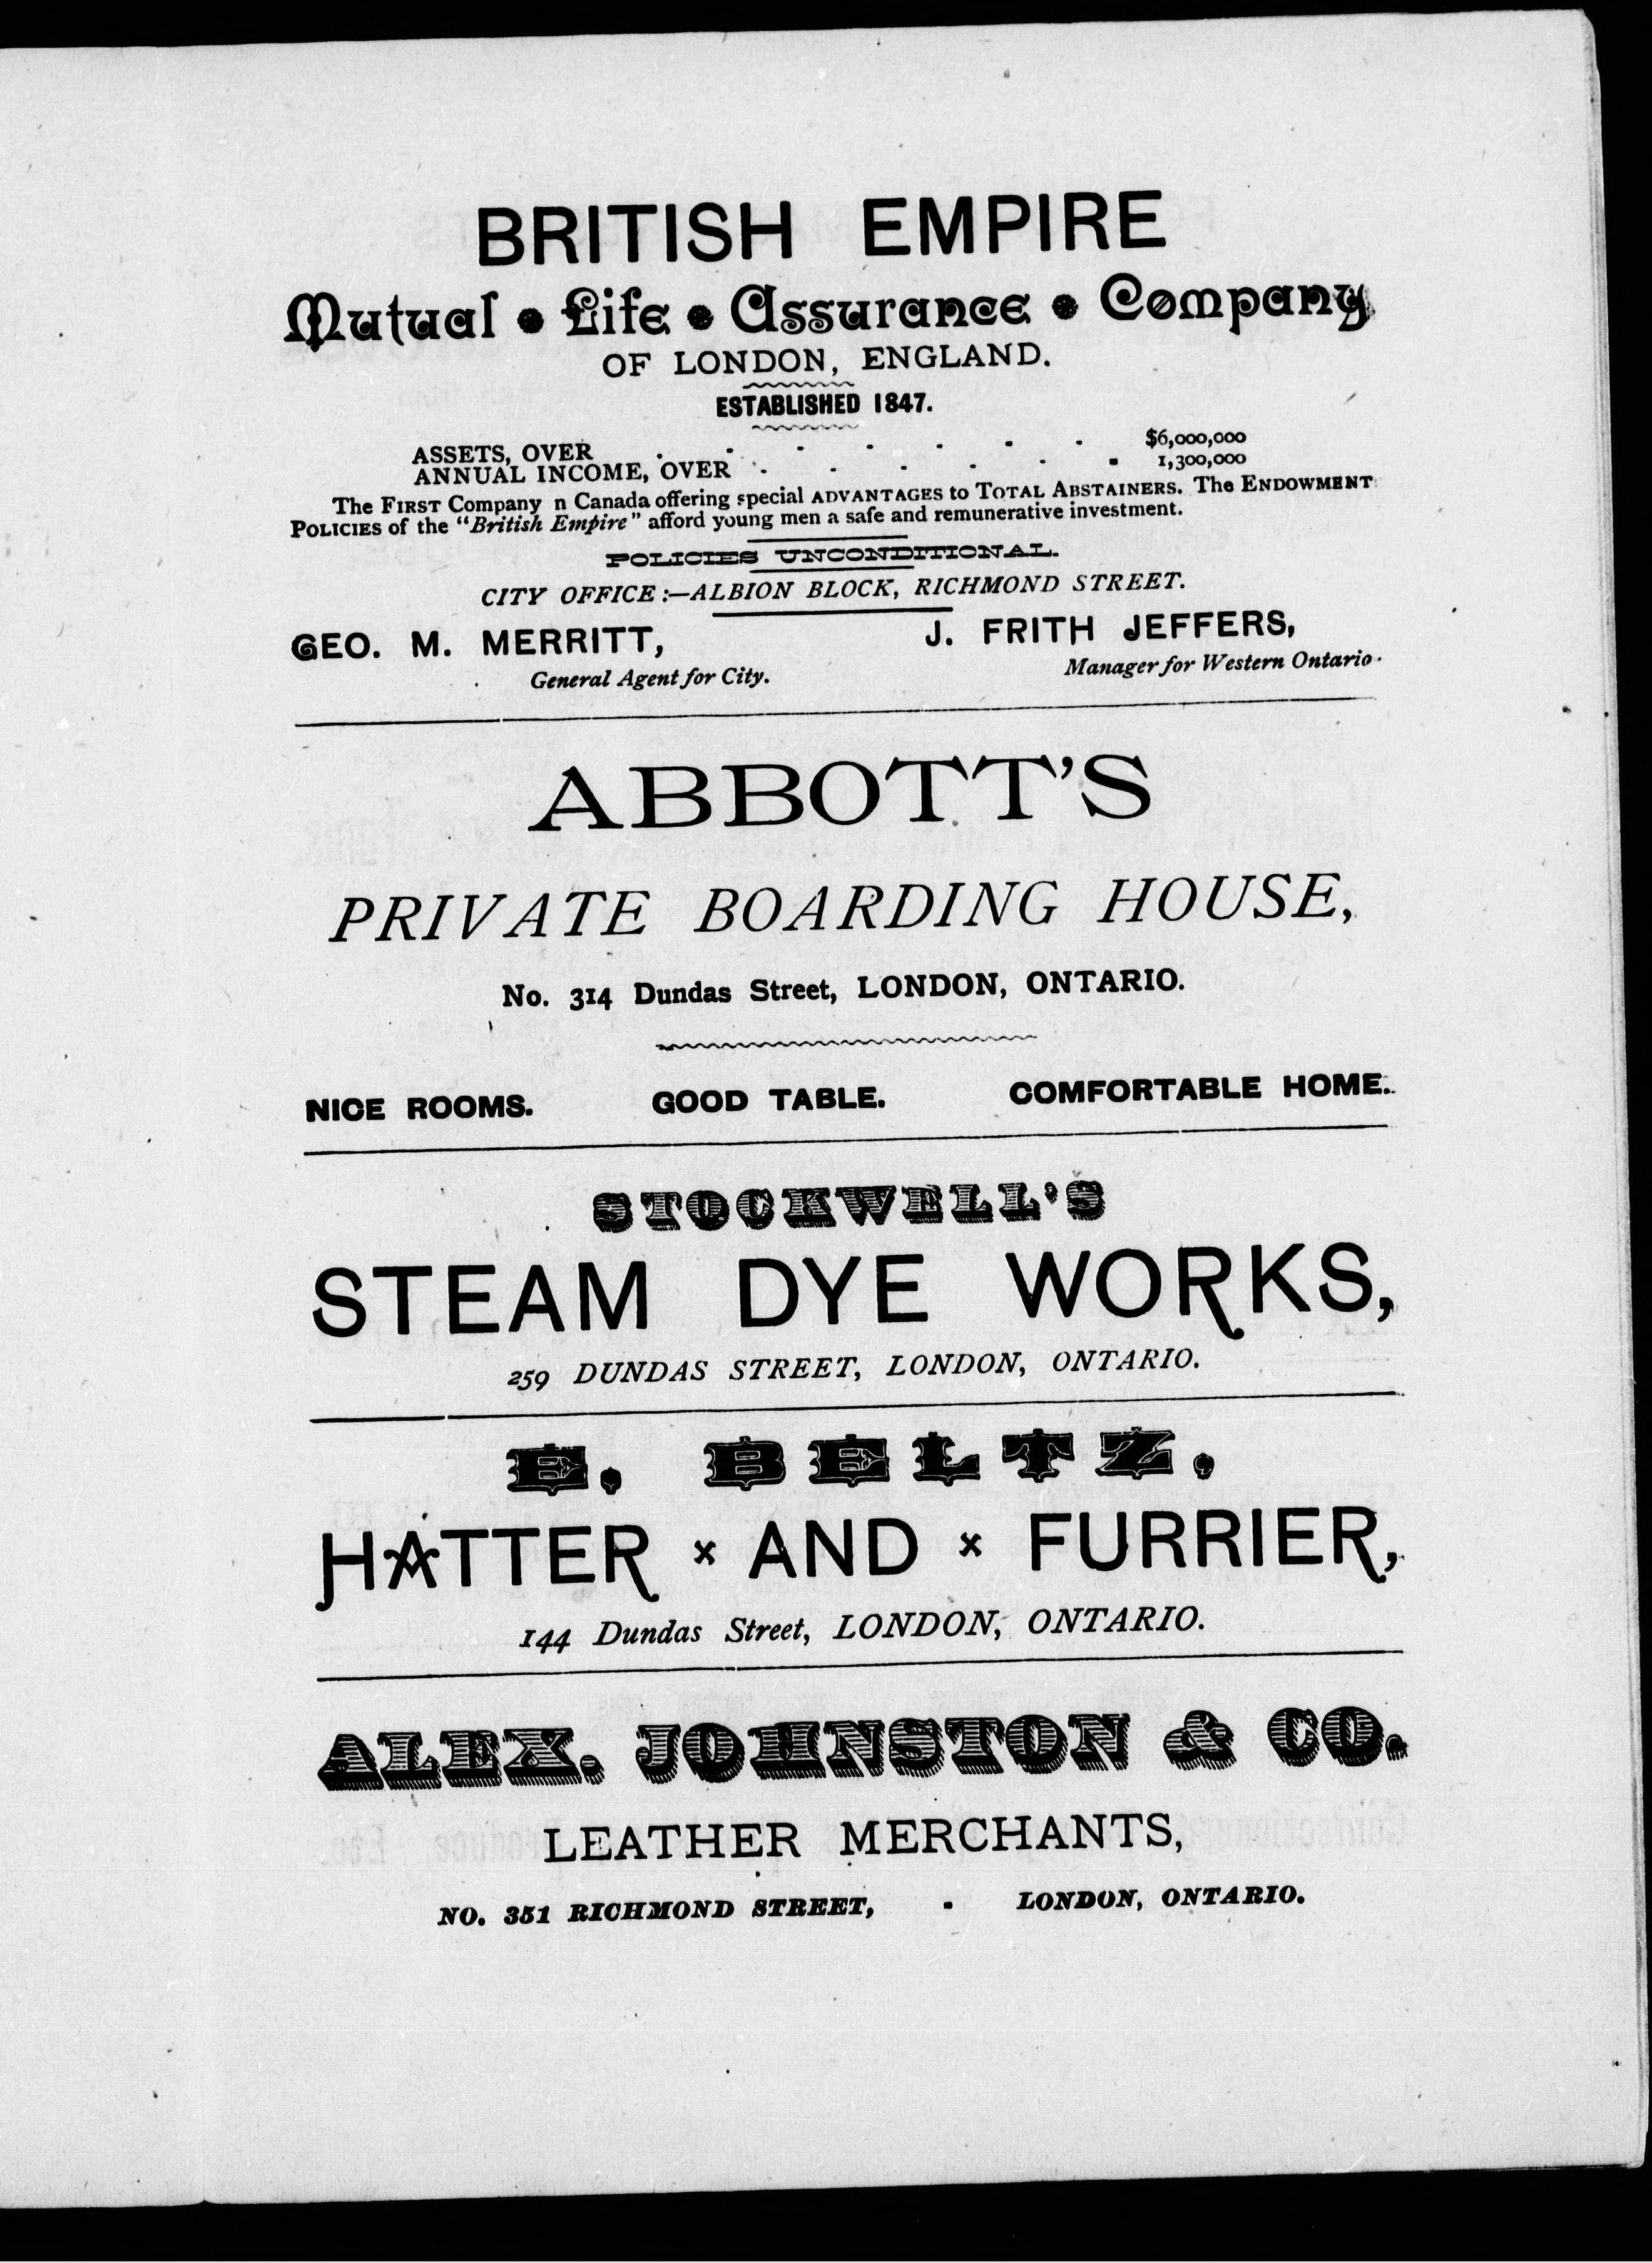 BRITISH EMPIRE
Mutual • Life • Assurance • Company
OF LONDON, ENGLAND.
ESTABLISHED 1847.
ASSETS, OVER - - - - - - - $6,000,000
ANNUAL INCOME, OVER - - - - - - 1,300,000
The FIRST Company n Canada offering special ADVANTAGES to TOTAL ABSTAINERS. The ENDOWMENT
POLICIES of the "British Empire" afford young men a safe and remunerative investment.
POLICIES UNCONDITIONAL.
CITY OFFICE :—ALBION BLOCK, RICHMOND STREET.
GEO. M. MERRITT, J. FRITH JEFFERS,
General Agent for City. Manager for Western Ontario.
ABBOTT'S
PRIVATE BOARDING HOUSE,
No. 314 Dundas Street, LONDON, ONTARIO.
NICE ROOMS. GOOD TABLE. COMFORTABLE HOME.
STOCKWELL'S
STEAM DYE WORKS,
259 DUNDAS STREET, LONDON, ONTARIO.
E. BELTZ,
HATTER × AND × FURRIER,
144 Dundas Street, LONDON, ONTARIO.
ALEX. JOHNSTON & CO.
LEATHER MERCHANTS,
NO. 351 RICHMOND STREET, - LONDON, ONTARIO.